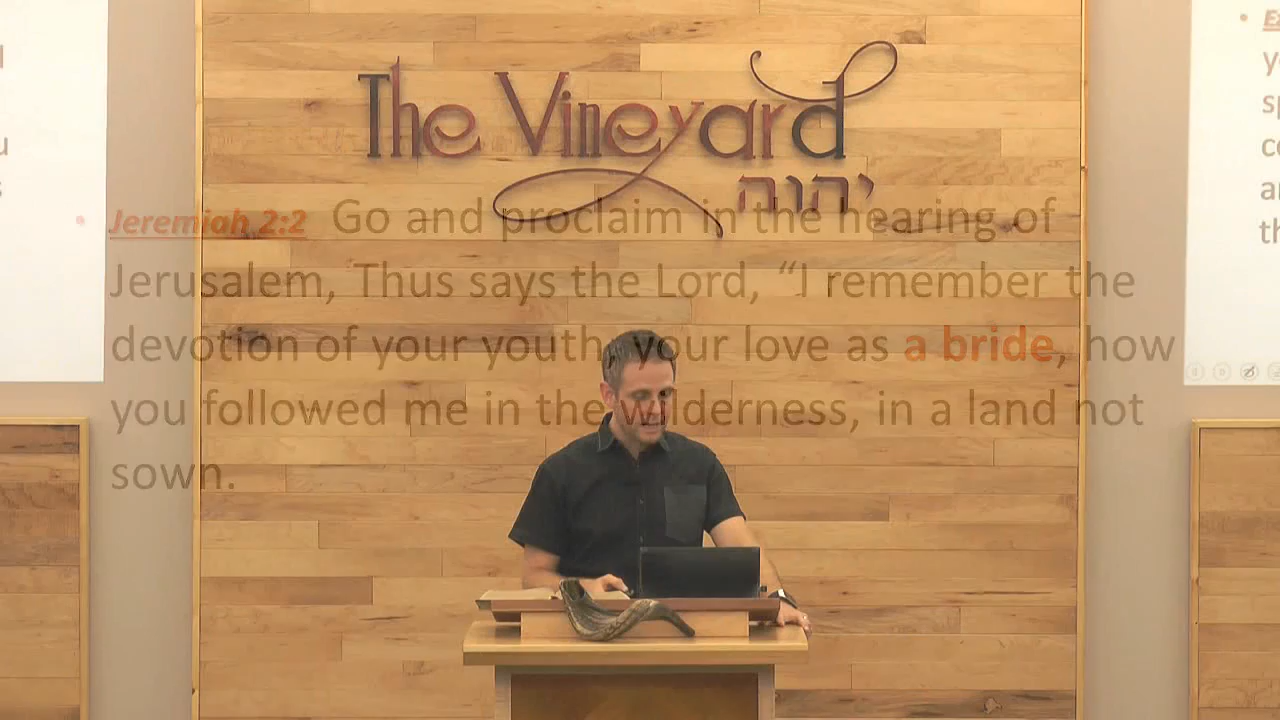 The Vineyard
יהוה
Jeremiah 2:2 Go and proclaim in the hearing of
Jerusalem, Thus says the Lord, “I remember the
devotion of your youth, your love as a bride, how
you followed me in the wilderness, in a land not
sown.